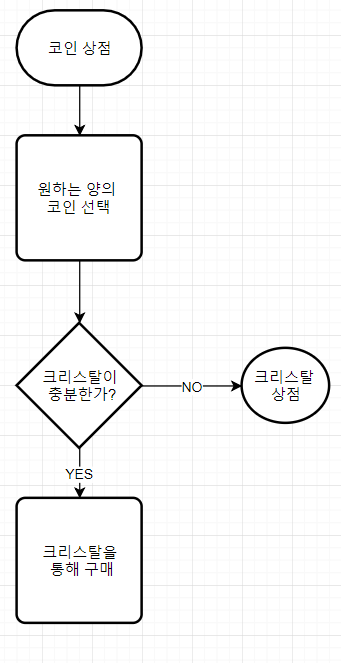 코인 상점
원하는 양의
코인 선택
크리스탈이
충분한가?
NO
크리스탈
상점
YES
크리스탈을
통해 구매